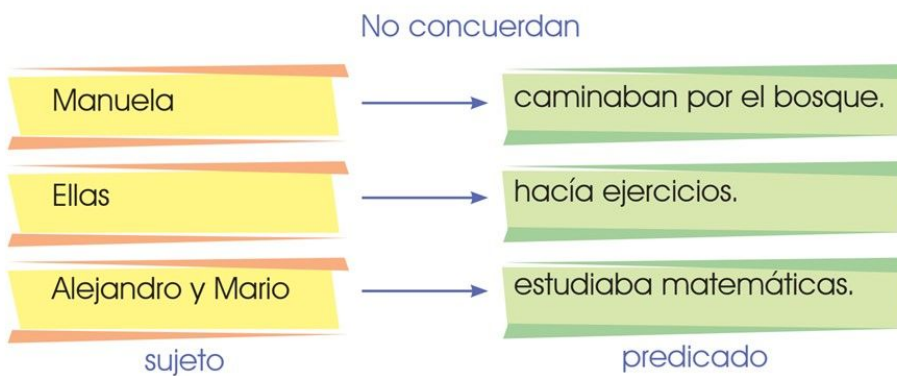 No concuerdan
Manuela caminaban por el bosque.
Ellas hacía ejercicios.
Alejandro y Mario estudiaba matemáticas.
sujeto predicado